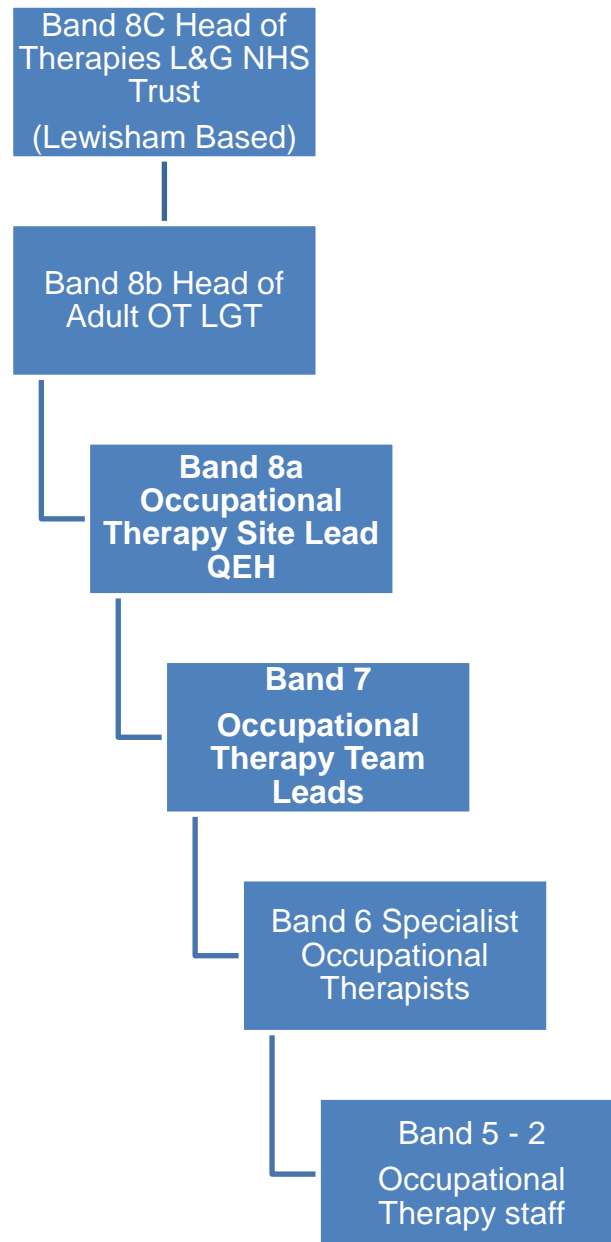 Band 8C Head of
Therapies L&G NHS
Trust
(Lewisham Based)
Band 8b Head of
Adult OT LGT
Band 8a
Occupational
Therapy Site Lead
QEH
Band 7
Occupational
Therapy Team
Leads
Band 6 Specialist
Occupational
Therapists
Band 5 - 2
Occupational
Therapy staff